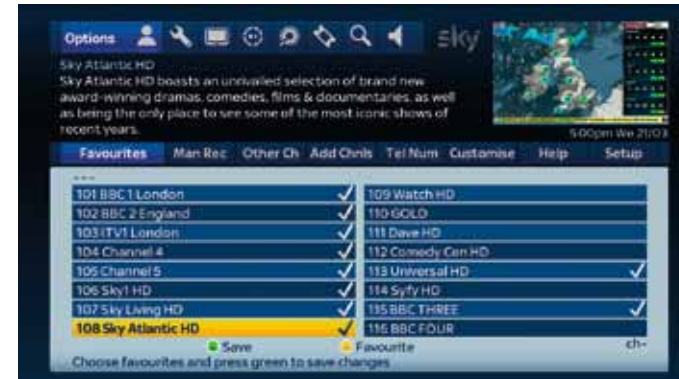 Options
sky
Sky Atlantic HD
Sky Atlantic HD boasts an unrivalled selection of brand new
award-winning dramas, comedies, films & documentaries, as well
as being the only place to see some of the most iconic shows of
recent years.
5:00pm We 21/03
Favourites Man Rec Other Ch Add Chnls Tel Num Customise Help Setup
---
101 BBC 1 London
102 BBC 2 England
103 ITV1 London
104 Channel 4
105 Channel 5
106 Sky1 HD
107 Sky Living HD
108 Sky Atlantic HD
109 Watch HD
110 GOLD
111 Dave HD
112 Comedy Cen HD
113 Universal HD
114 Syfy HD
115 BBC THREE
116 BBC FOUR
Save Favourite ch-
Choose favourites and press green to save changes